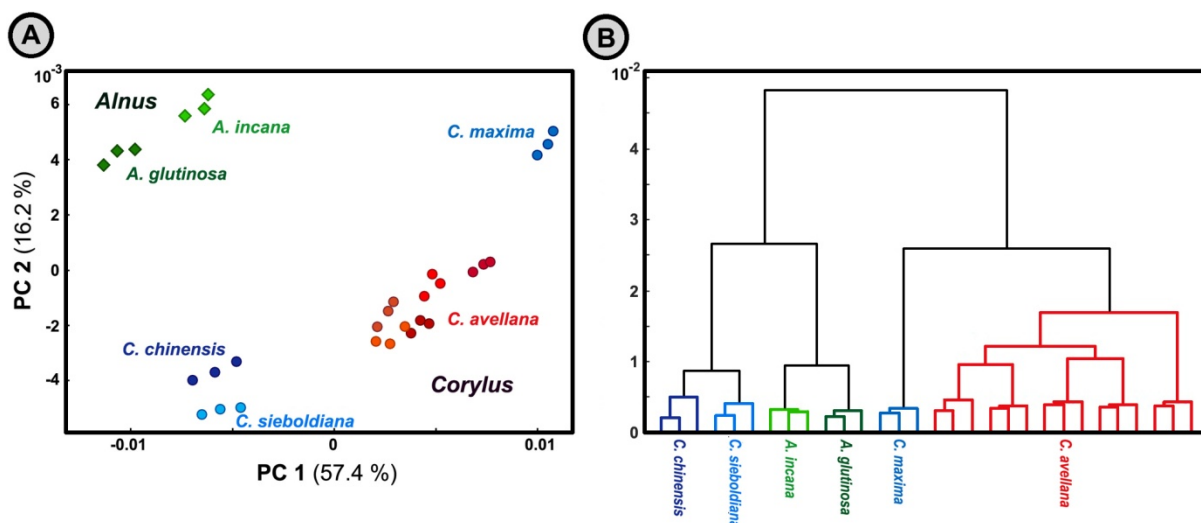 A
10-3
Alnus
A. incana
A. glutinosa
C. maxima
C. avellana
C. chinensis
Corylus
C. sieboldiana
6
4
2
0
-2
-4
PC 2 (16.2 %)
-0.01
0
0.01
PC 1 (57.4 %)
B
10-2
4
3
2
1
0
C. chinensis
C. sieboldiana
A. incana
A. glutinosa
C. maxima
C. avellana